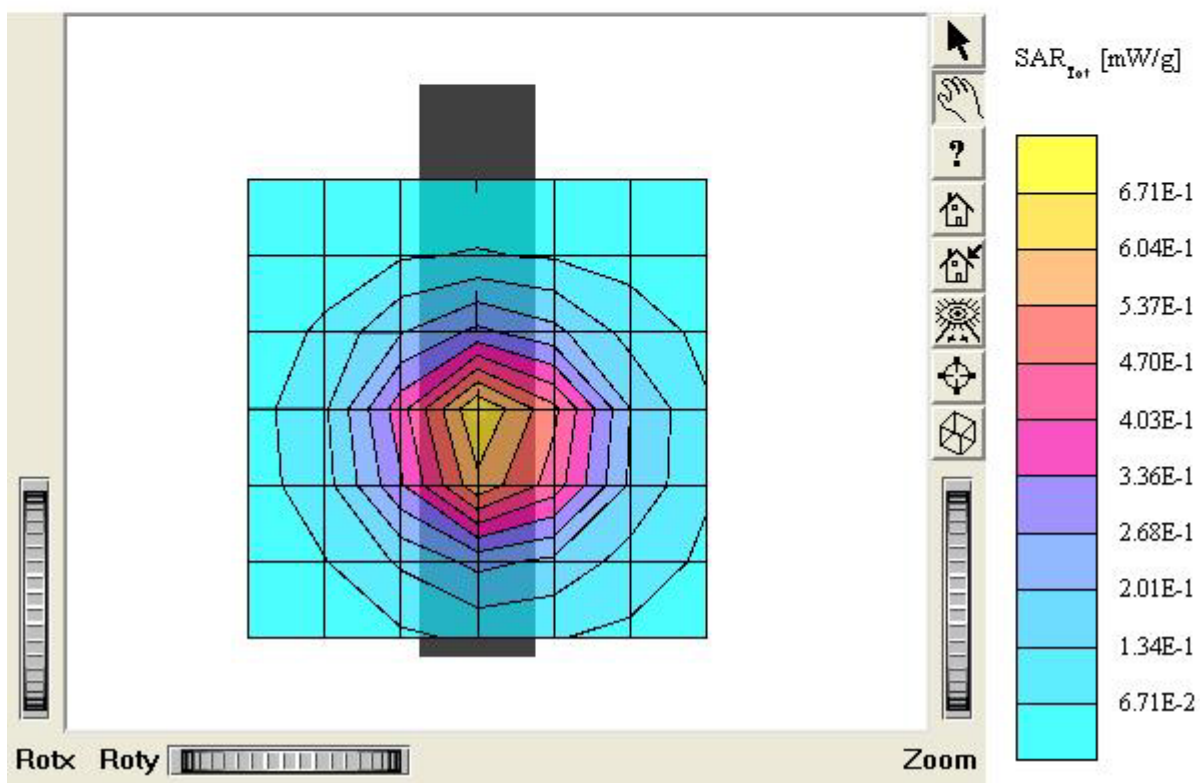 SAR_Tot [mW/g]
?
6.71E-1
6.04E-1
5.37E-1
4.70E-1
4.03E-1
3.36E-1
2.68E-1
2.01E-1
1.34E-1
6.71E-2
Rotx Roty Zoom